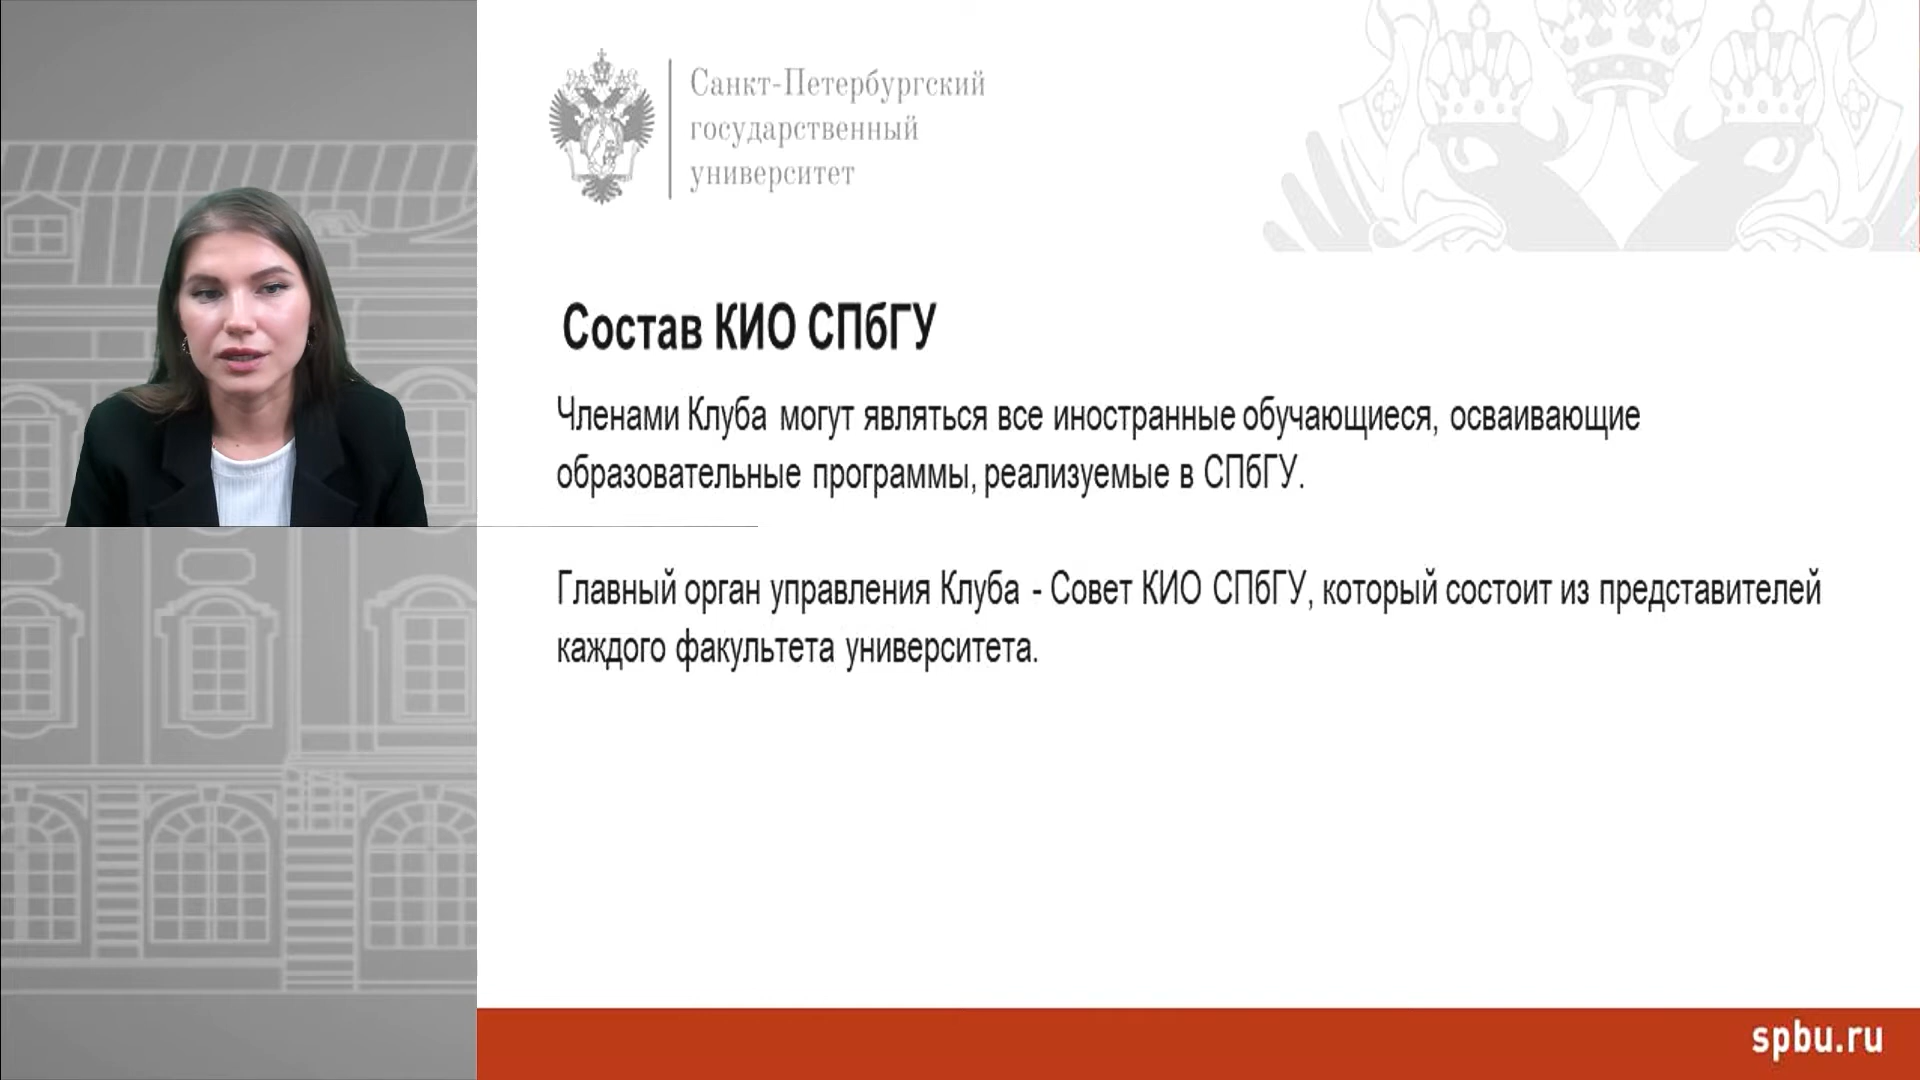 Санкт-Петербургский
государственный
университет
Состав КИО СПбГУ
Членами Клуба могут являться все иностранные обучающиеся, осваивающие
образовательные программы, реализуемые в СПбГУ.
Главный орган управления Клуба - Совет КИО СПбГУ, который состоит из представителей
каждого факультета университета.
spbu.ru